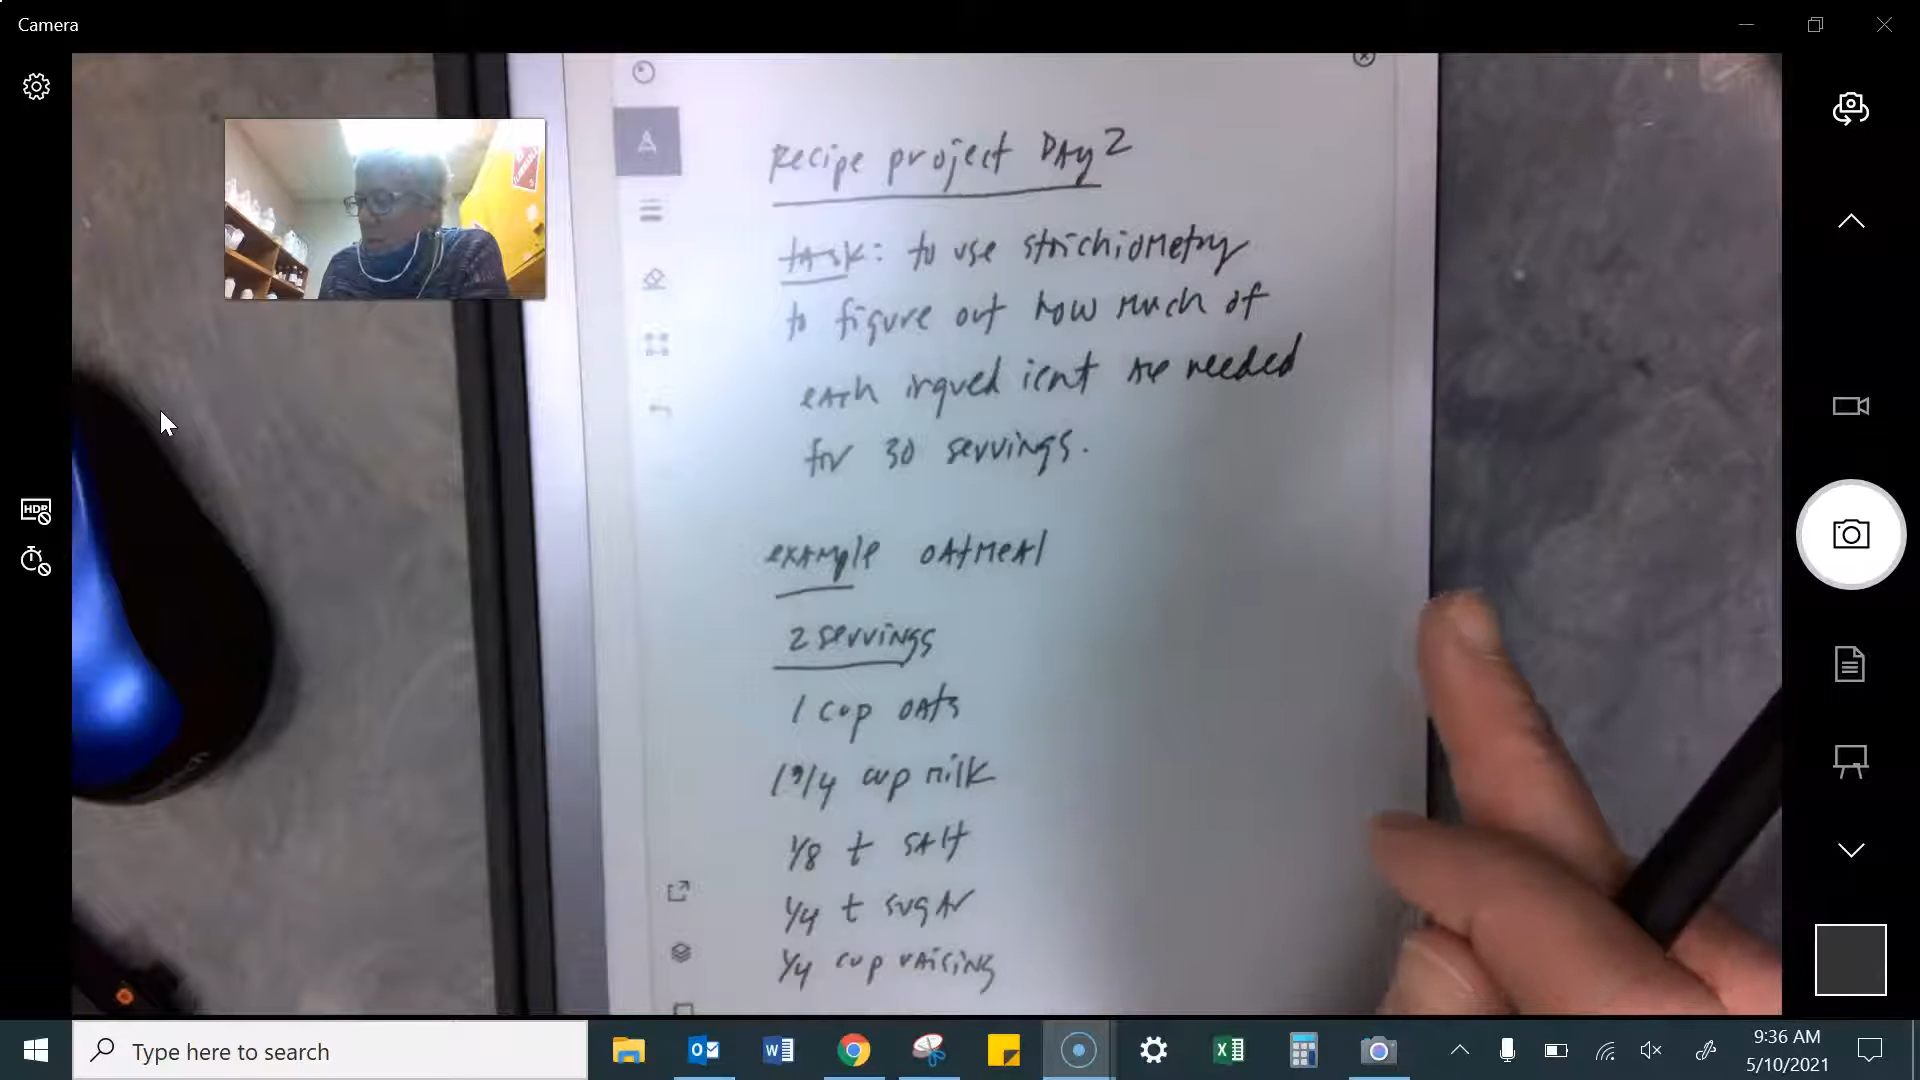 Camera
Recipe project DAy 2
tAsk: to use stoichiometry
to figure out how much of
each ingredient are needed
for 30 servings.
example oAtmeAl
2 servings
1 cup oAts
1 3/4 cup milk
1/8 t sAlt
1/4 t sugAr
1/4 cup
HDR
Type here to search
9:36 AM
5/10/2021